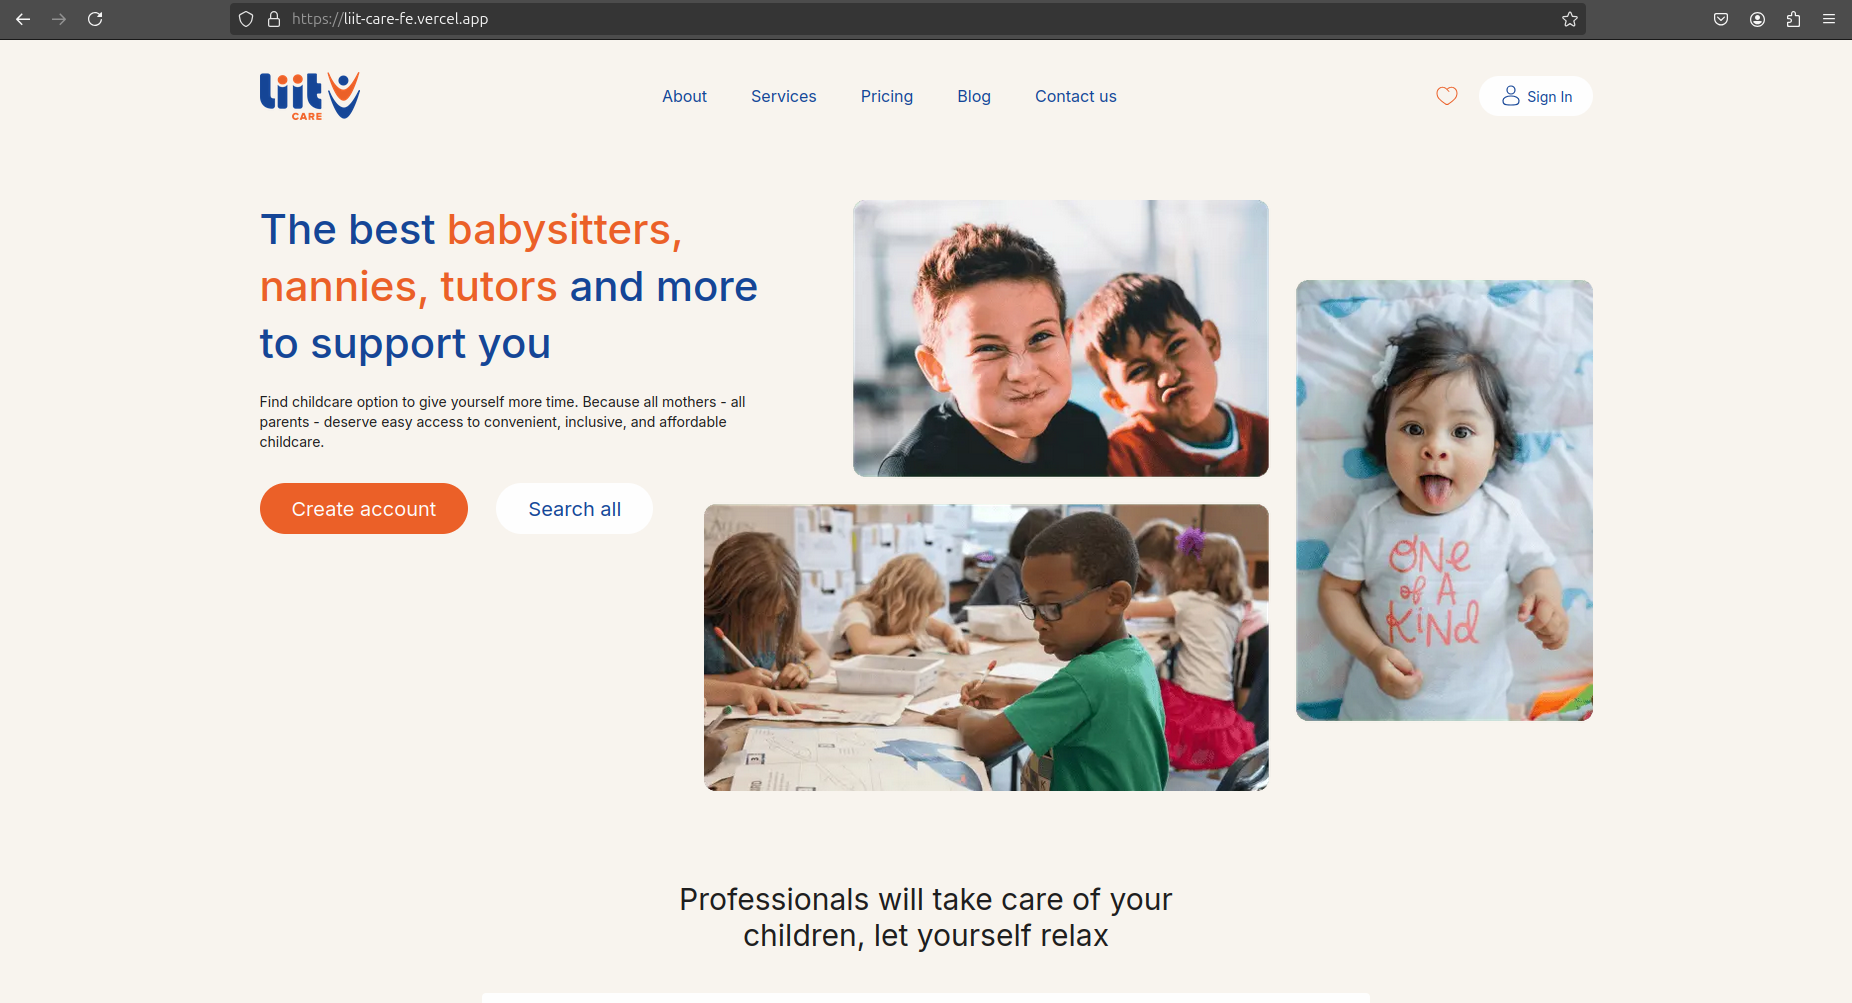 https://liit-care-fe.vercel.app
liit
CARE
About
Services
Pricing
Blog
Contact us
Sign In
The best babysitters,
nannies, tutors and more
to support you
Find childcare option to give yourself more time. Because all mothers - all
parents - deserve easy access to convenient, inclusive, and affordable
childcare.
Create account
Search all
ONE
of A
KiND
Professionals will take care of your
children, let yourself relax